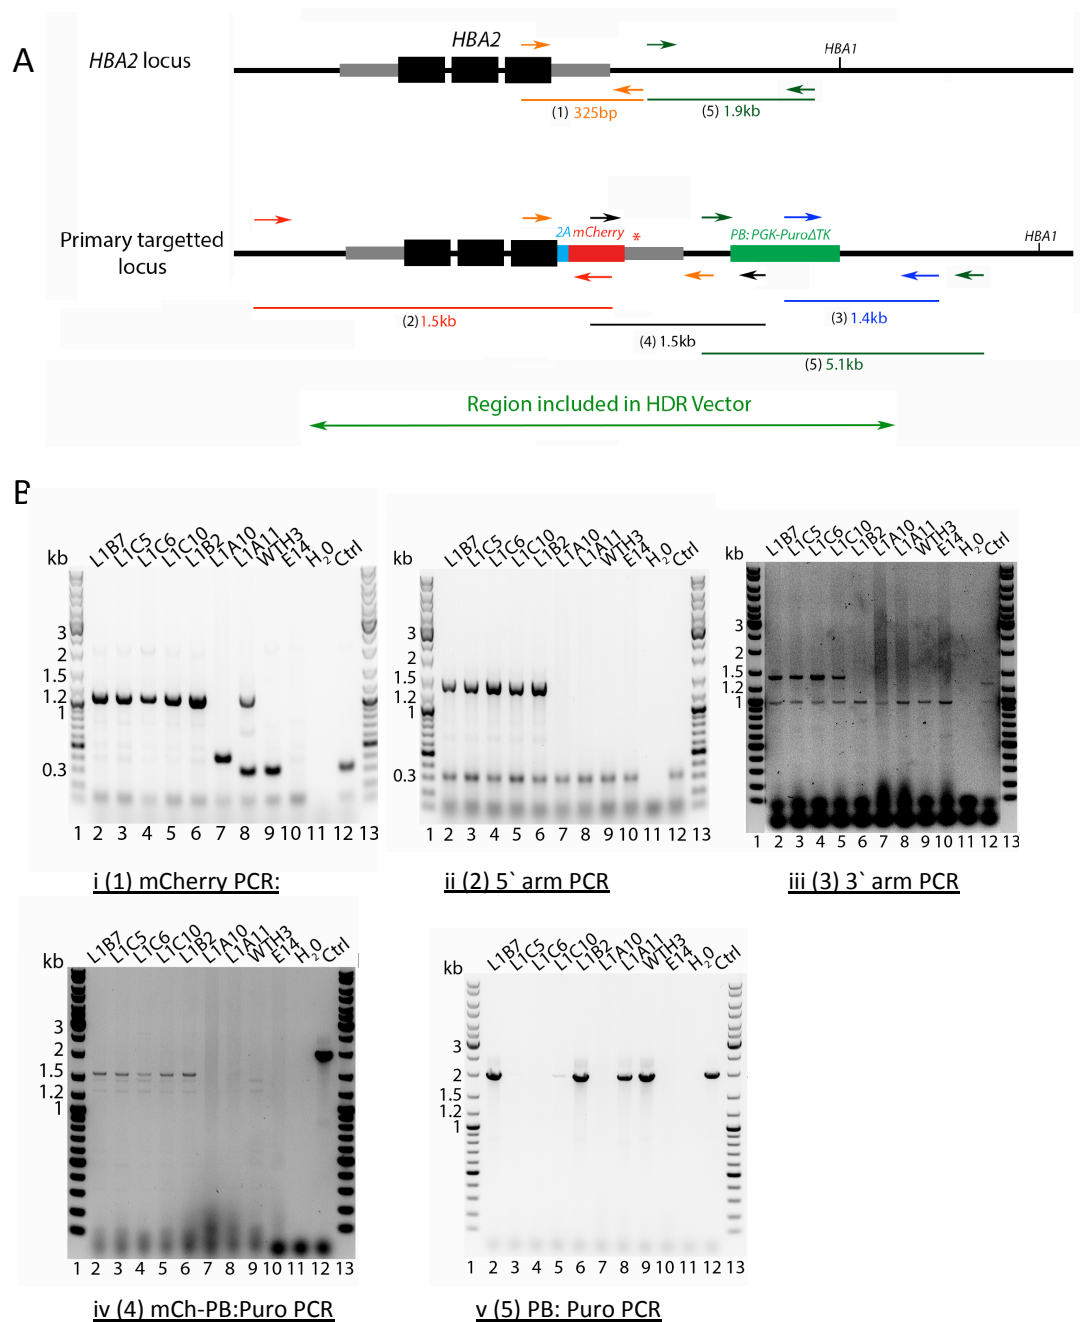 A
HBA2 locus
HBA2
HBA1
(1) 325bp
(5) 1.9kb
Primary targetted
locus
2A mCherry
*
PB: PGK-PuroΔTK
HBA1
(2) 1.5kb
(3) 1.4kb
(4) 1.5kb
(5) 5.1kb
Region included in HDR Vector
B
kb L1B7 L1C5 L1C6 L1C10 L1B2 L1A10 L1A11 WTH3 E14 H20 Ctrl
3
2
1.5
1.2
1
0.3
1 2 3 4 5 6 7 8 9 10 11 12 13
i (1) mCherry PCR:
kb L1B7 L1C5 L1C6 L1C10 L1B2 L1A10 L1A11 WTH3 E14 H20 Ctrl
3
2
1.5
1.2
1
0.3
1 2 3 4 5 6 7 8 9 10 11 12 13
ii (2) 5` arm PCR
kb L1B7 L1C5 L1C6 L1C10 L1B2 L1A10 L1A11 WTH3 E14 H20 Ctrl
3
2
1.5
1.2
1
1 2 3 4 5 6 7 8 9 10 11 12 13
iii (3) 3` arm PCR
kb L1B7 L1C5 L1C6 L1C10 L1B2 L1A10 L1A11 WTH3 E14 H20 Ctrl
3
2
1.5
1.2
1
1 2 3 4 5 6 7 8 9 10 11 12 13
iv (4) mCh-PB:Puro PCR
kb L1B7 L1C5 L1C6 L1C10 L1B2 L1A10 L1A11 WTH3 E14 H20 Ctrl
3
2
1.5
1.2
1
1 2 3 4 5 6 7 8 9 10 11 12 13
v (5) PB: Puro PCR